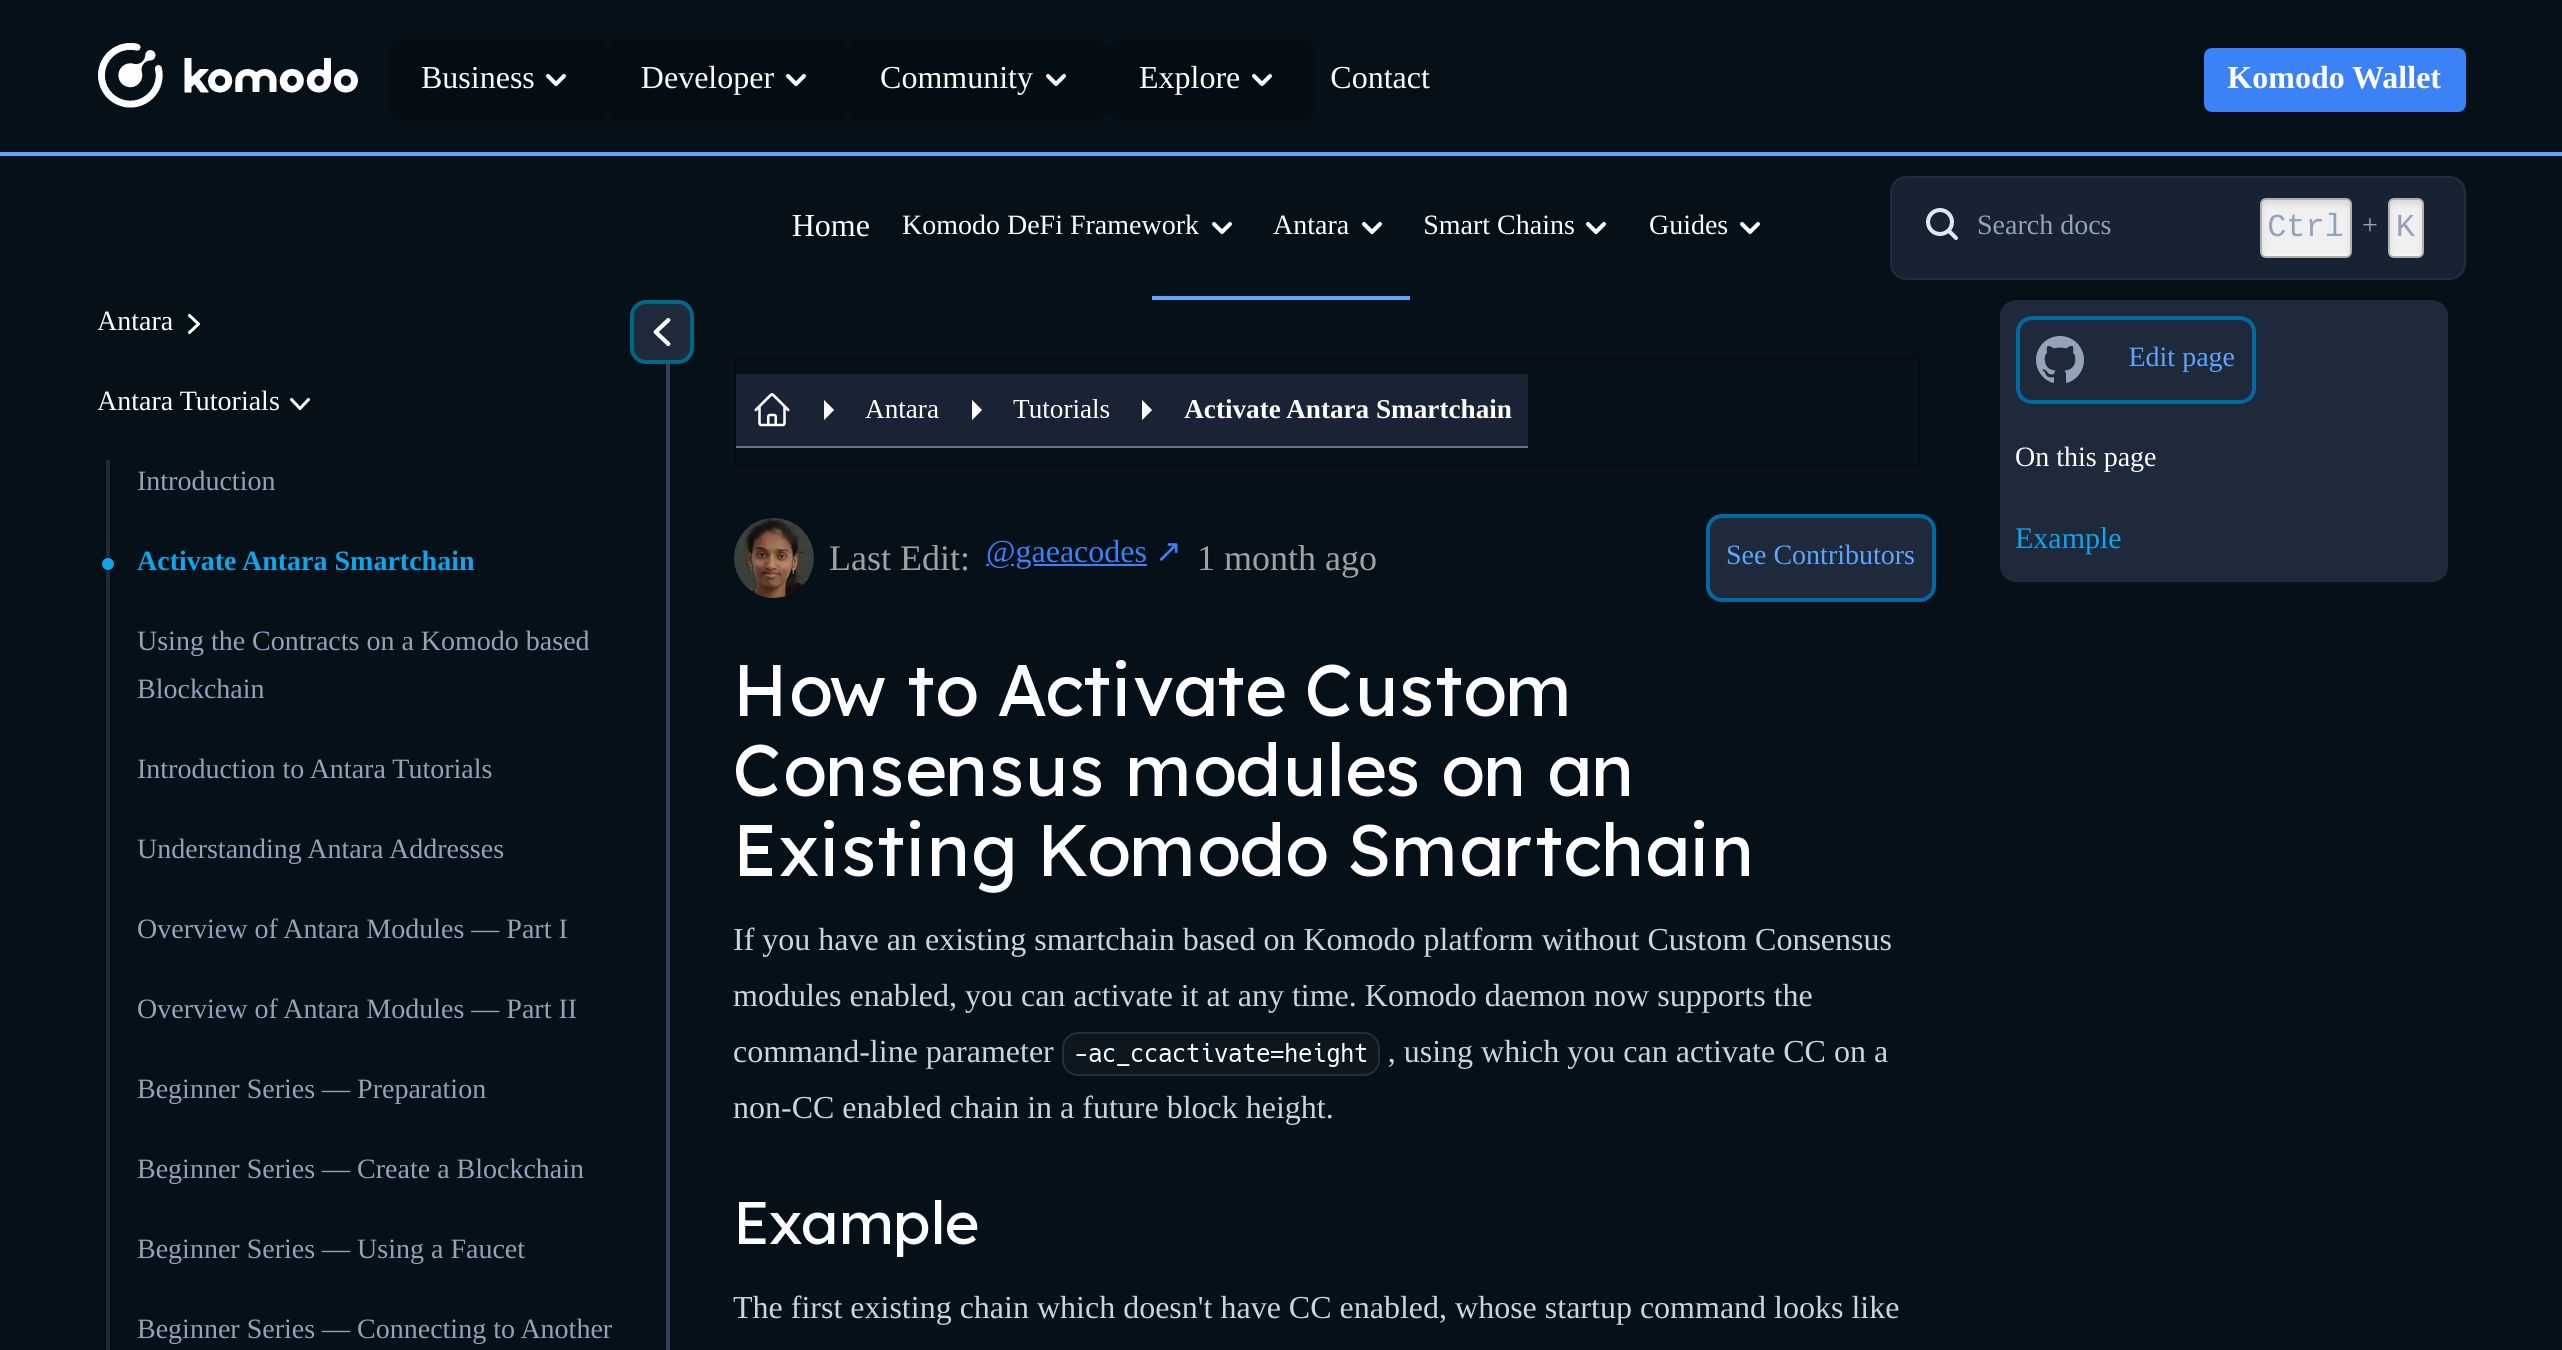 komodo
Business
Developer
Community
Explore
Contact
Komodo Wallet
Home
Komodo DeFi Framework
Antara
Smart Chains
Guides
Search docs
Ctrl + K
Antara
Antara Tutorials
Introduction
Activate Antara Smartchain
Using the Contracts on a Komodo based
Blockchain
Introduction to Antara Tutorials
Understanding Antara Addresses
Overview of Antara Modules — Part I
Overview of Antara Modules — Part II
Beginner Series — Preparation
Beginner Series — Create a Blockchain
Beginner Series — Using a Faucet
Beginner Series — Connecting to Another
Antara
Tutorials
Activate Antara Smartchain
Last Edit: @gaeacodes ↗ 1 month ago
See Contributors
How to Activate Custom
Consensus modules on an
Existing Komodo Smartchain
If you have an existing smartchain based on Komodo platform without Custom Consensus
modules enabled, you can activate it at any time. Komodo daemon now supports the
command-line parameter -ac_ccactivate=height , using which you can activate CC on a
non-CC enabled chain in a future block height.
Example
The first existing chain which doesn't have CC enabled, whose startup command looks like
Edit page
On this page
Example